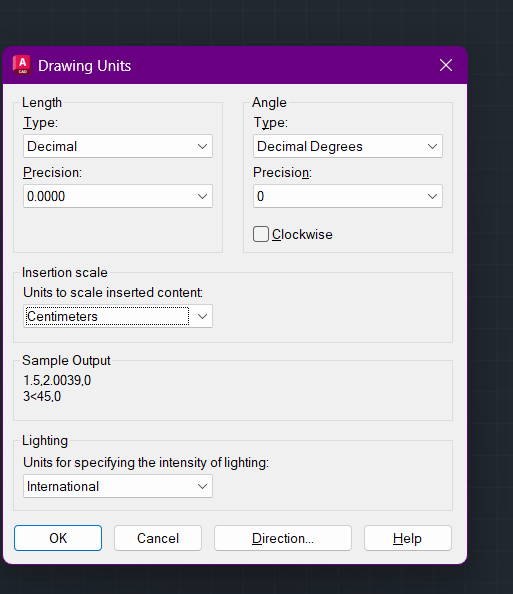 A
CAD
Drawing Units
Length
Type:
Decimal
Precision:
0.0000
Angle
Type:
Decimal Degrees
Precision:
0
Clockwise
Insertion scale
Units to scale inserted content:
Centimeters
Sample Output
1.5,2.0039,0
3<45,0
Lighting
Units for specifying the intensity of lighting:
International
OK
Cancel
Direction...
Help